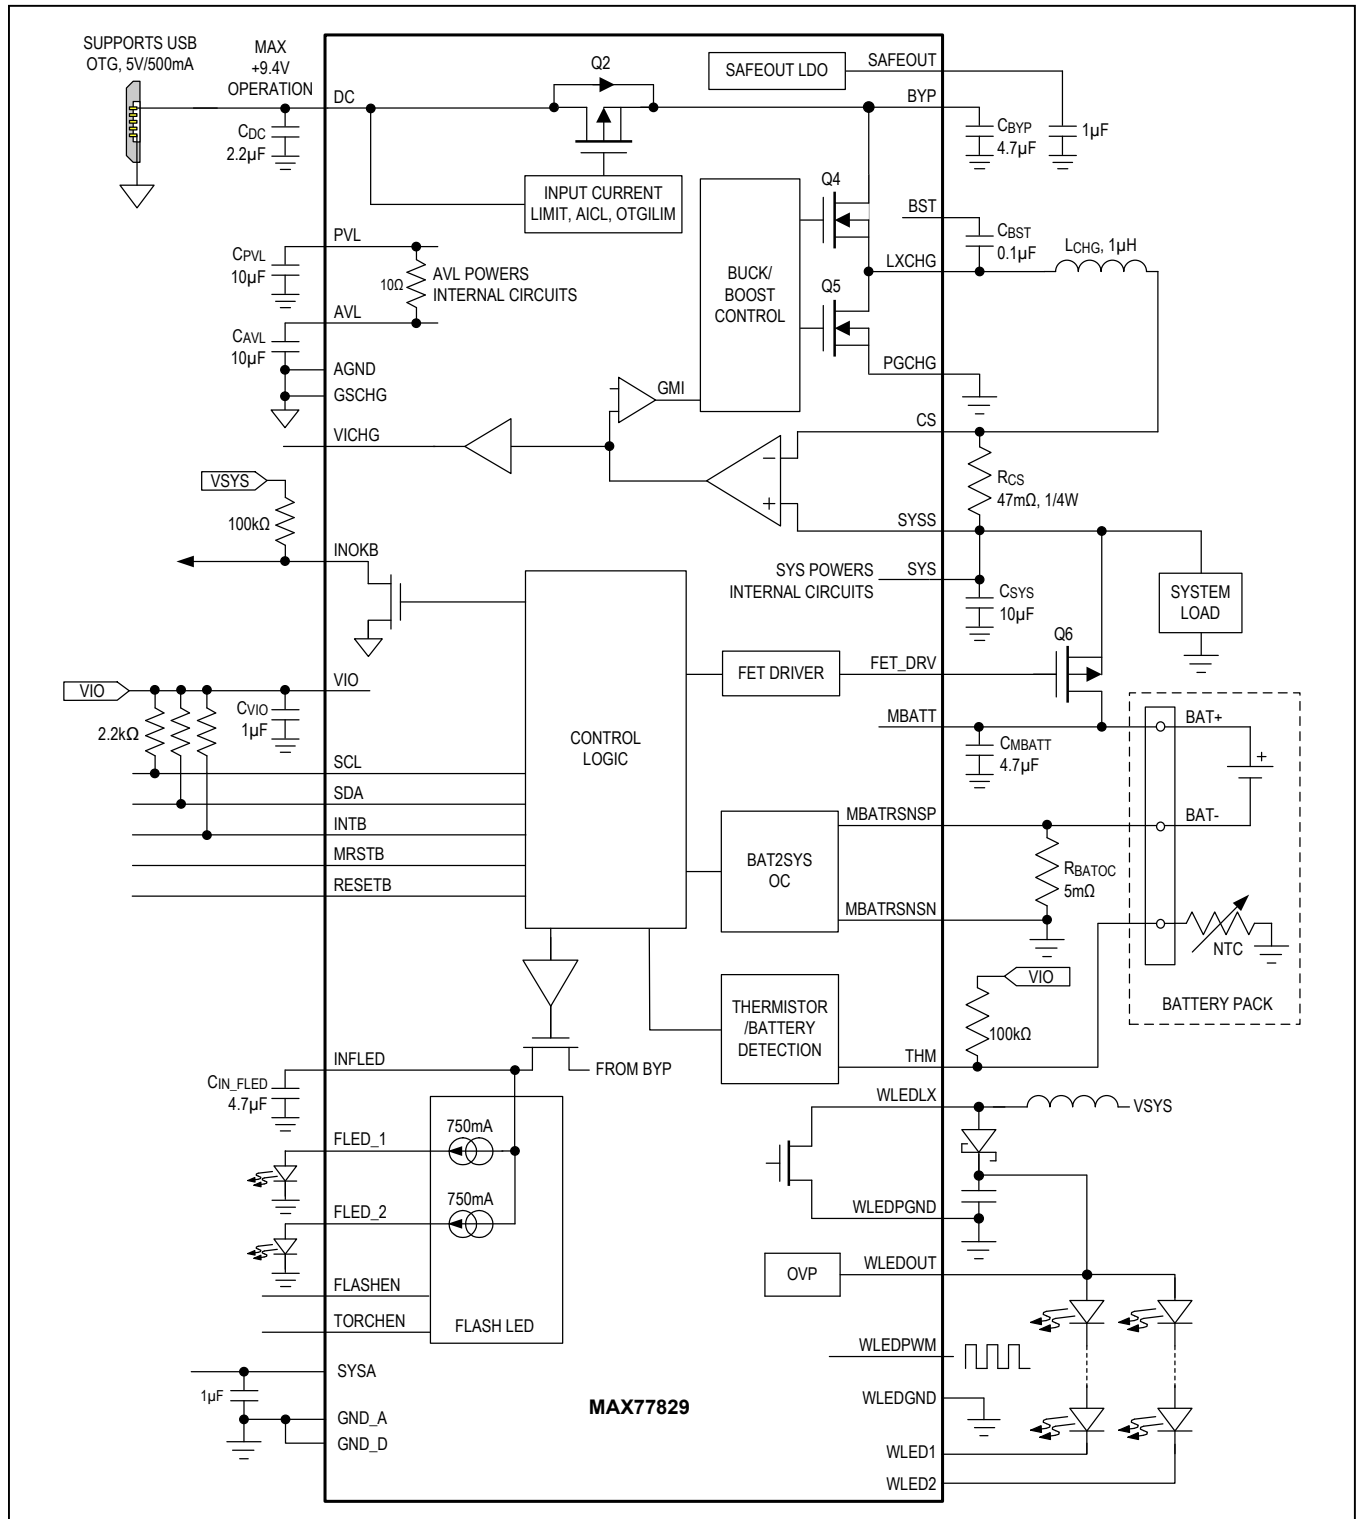 SUPPORTS USB
OTG, 5V/500mA
MAX
+9.4V
OPERATION
DC
CDC
2.2µF
Q2
INPUT CURRENT
LIMIT, AICL, OTGILIM
SAFEOUT LDO
SAFEOUT
BYP
CBYP
4.7µF
1µF
Q4
BST
CBST
0.1µF
LCHG, 1µH
LXCHG
BUCK/
BOOST
CONTROL
Q5
PGCHG
PVL
CPVL
10µF
10Ω
AVL POWERS
INTERNAL CIRCUITS
AVL
CAVL
10µF
AGND
GSCHG
GMI
VICHG
CS
−
+
RCS
47mΩ, 1/4W
SYSS
VSYS
100kΩ
INOKB
SYS POWERS
INTERNAL CIRCUITS
SYS
CSYS
10µF
SYSTEM
LOAD
Q6
FET DRIVER
FET_DRV
VIO
VIO
CVIO
1µF
2.2kΩ
CONTROL
LOGIC
MBATT
CMBATT
4.7µF
BAT+
+
BAT-
SCL
SDA
INTB
MRSTB
RESETB
BAT2SYS
OC
MBATRSNSP
RBATOC
5mΩ
MBATRSNSN
NTC
BATTERY PACK
VIO
100kΩ
THERMISTOR
/BATTERY
DETECTION
THM
INFLED
FROM BYP
CIN_FLED
4.7µF
WLEDLX
VSYS
FLED_1
750mA
FLED_2
750mA
WLEDPGND
FLASHEN
TORCHEN
FLASH LED
OVP
WLEDOUT
WLEDPWM
SYSA
1µF
GND_A
GND_D
MAX77829
WLEDGND
WLED1
WLED2